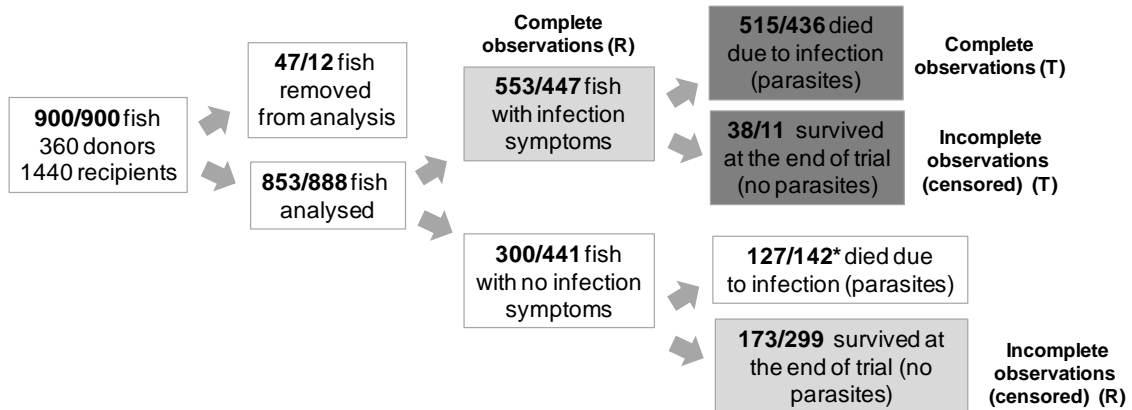 900/900 fish
360 donors
1440 recipients
47/12 fish
removed
from analysis
853/888 fish
analysed
Complete
observations (R)
553/447 fish
with infection
symptoms
300/441 fish
with no infection
symptoms
515/436 died
due to infection
(parasites)
Complete
observations (T)
38/11 survived
at the end of trial
(no parasites)
Incomplete
observations
(censored) (T)
127/142* died due
to infection (parasites)
173/299 survived at
the end of trial (no
parasites)
Incomplete
observations
(censored) (R)